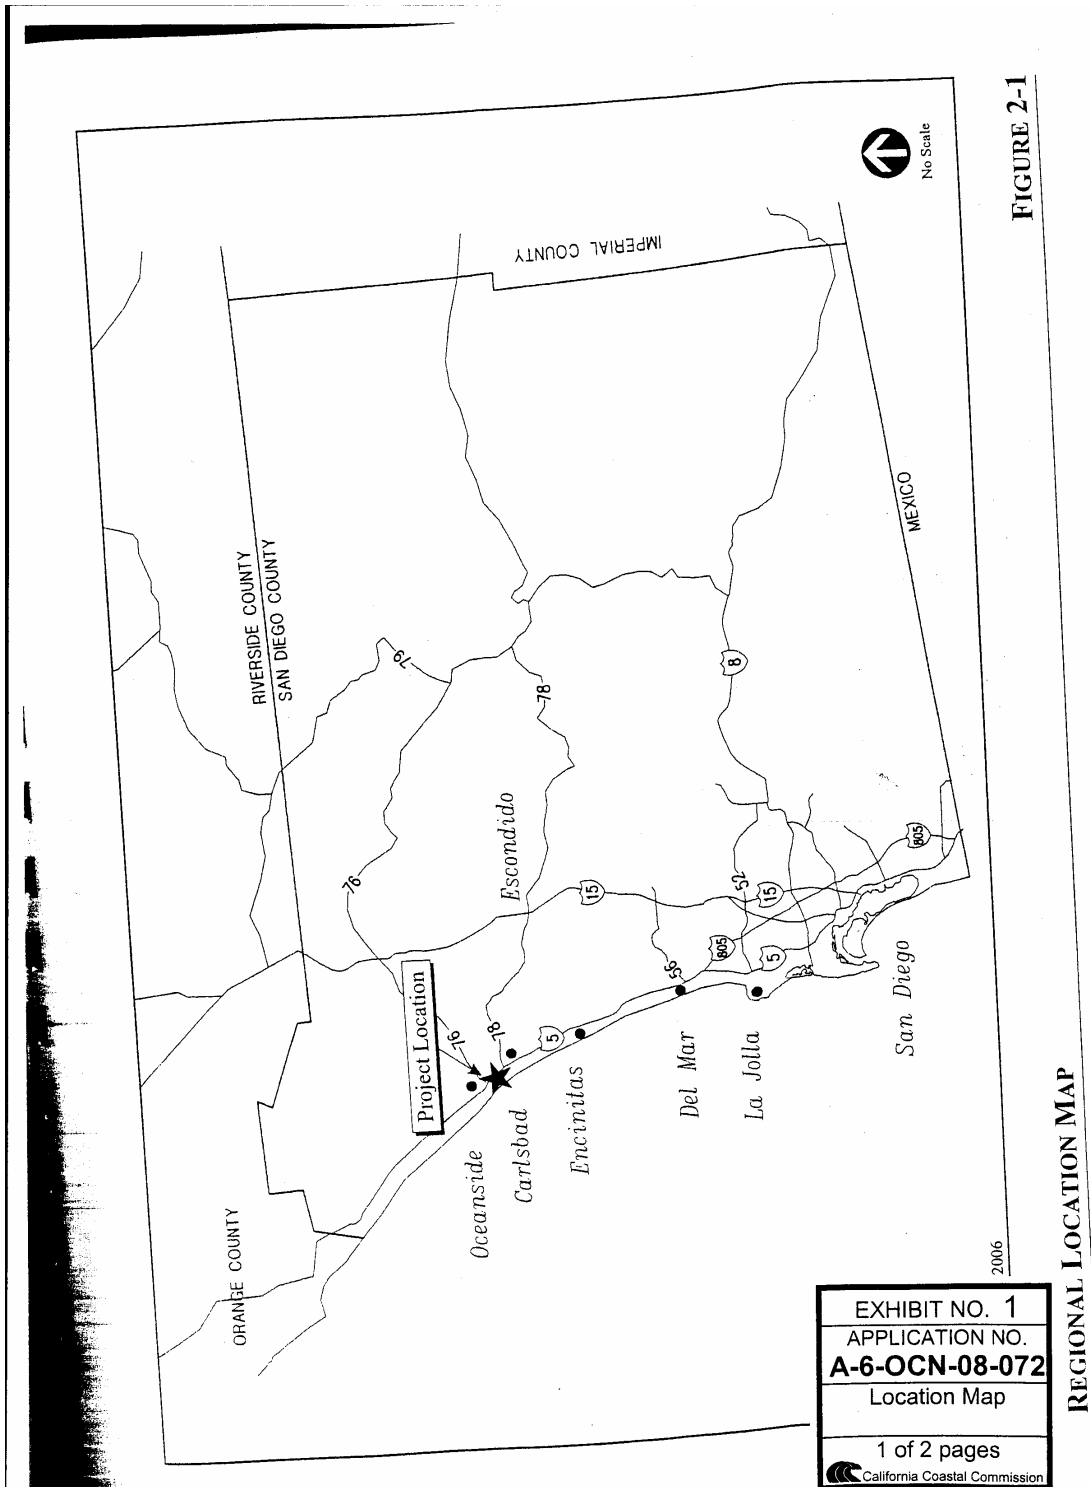 FIGURE 2-1
No Scale
IMPERIAL COUNTY
MEXICO
RIVERSIDE COUNTY
SAN DIEGO COUNTY
79
78
8
76
Escondido
15
52
15
805
56
805
5
Project Location
76
78
5
Oceanside
Carlsbad
Encinitas
Del Mar
La Jolla
San Diego
ORANGE COUNTY
2006
REGIONAL LOCATION MAP
EXHIBIT NO. 1
APPLICATION NO.
A-6-OCN-08-072
Location Map
1 of 2 pages
California Coastal Commission